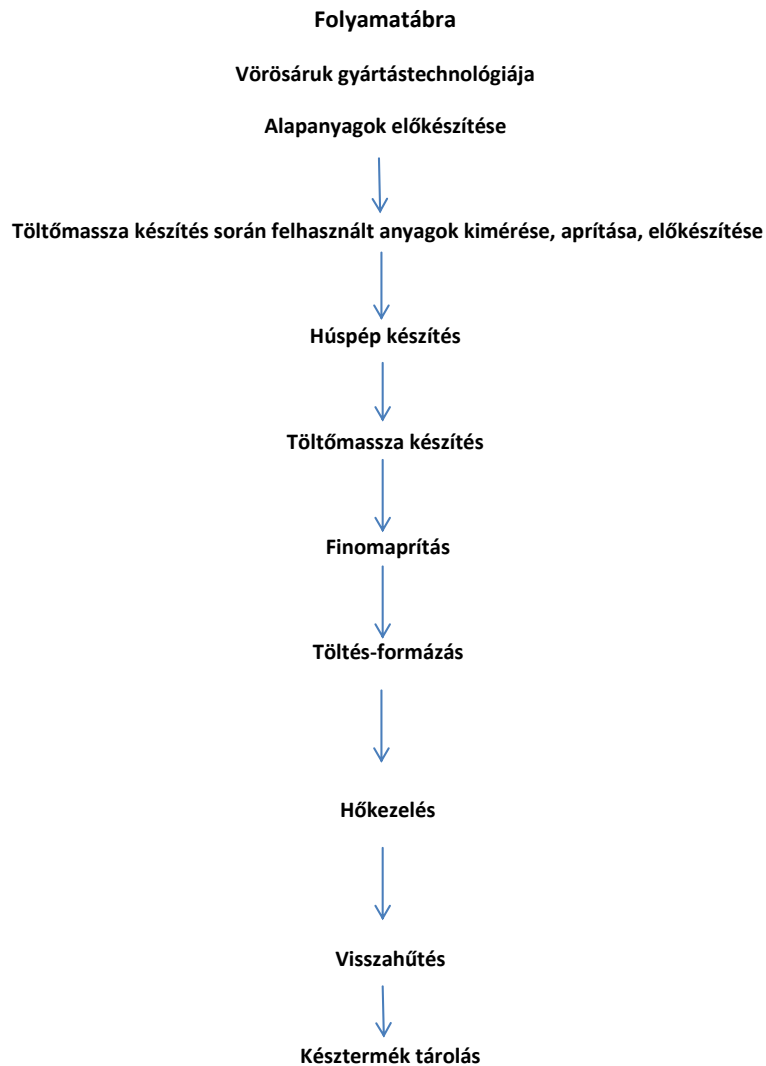 Folyamatábra
Vörösáruk gyártástechnológiája
Alapanyagok előkészítése
Töltőmassza készítés során felhasznált anyagok kimérése, aprítása, előkészítése
Húspép készítés
Töltőmassza készítés
Finomaprítás
Töltés-formázás
Hőkezelés
Visszahűtés
Késztermék tárolás